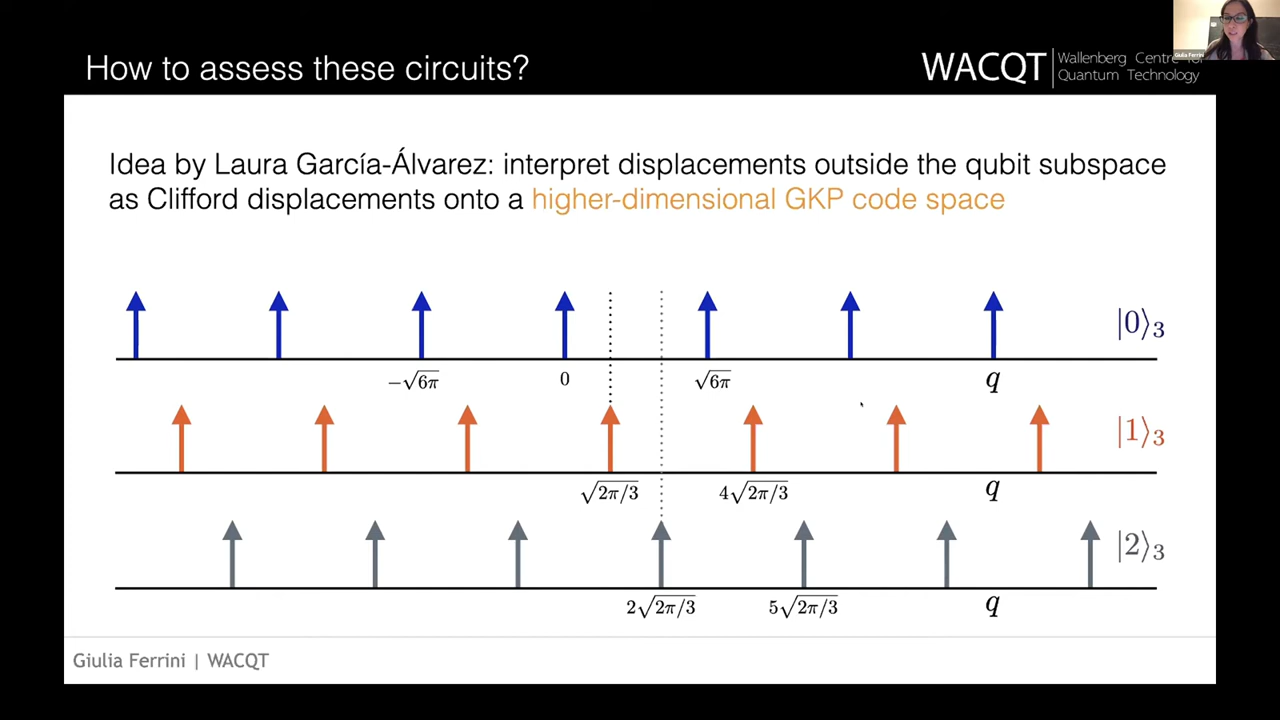 How to assess these circuits?
WACQT
Wallenberg Centre for
Quantum Technology
Giulia Ferrini
Idea by Laura García-Álvarez: interpret displacements outside the qubit subspace
as Clifford displacements onto a higher-dimensional GKP code space
|0⟩₃
−√6π 0 √6π q
|1⟩₃
√2π/3 4√2π/3 q
|2⟩₃
2√2π/3 5√2π/3 q
Giulia Ferrini | WACQT